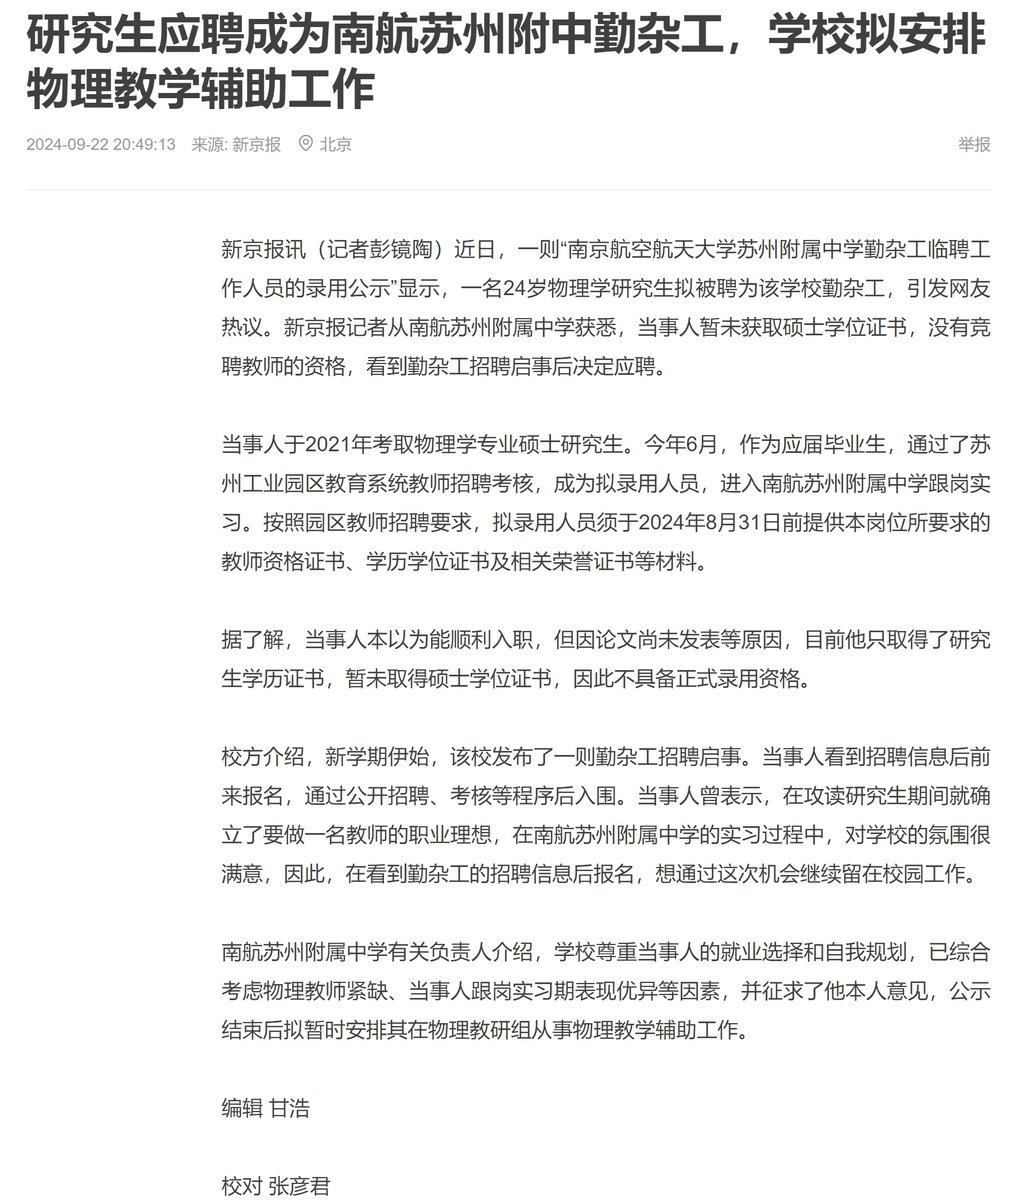 研究生应聘成为南航苏州附中勤杂工，学校拟安排
物理教学辅助工作
2024-09-22 20:49:13 来源: 新京报 北京 举报
新京报讯（记者彭镜陶）近日，一则“南京航空航天大学苏州附属中学勤杂工临聘工
作人员的录用公示”显示，一名24岁物理学研究生拟被聘为该学校勤杂工，引发网友
热议。新京报记者从南航苏州附属中学获悉，当事人暂未获取硕士学位证书，没有竞
聘教师的资格，看到勤杂工招聘启事后决定应聘。
当事人于2021年考取物理学专业硕士研究生。今年6月，作为应届毕业生，通过了苏
州工业园区教育系统教师招聘考核，成为拟录用人员，进入南航苏州附属中学跟岗实
习。按照园区教师招聘要求，拟录用人员须于2024年8月31日前提供本岗位所要求的
教师资格证书、学历学位证书及相关荣誉证书等材料。
据了解，当事人本以为能顺利入职，但因论文尚未发表等原因，目前他只取得了研究
生学历证书，暂未取得硕士学位证书，因此不具备正式录用资格。
校方介绍，新学期伊始，该校发布了一则勤杂工招聘启事。当事人看到招聘信息后前
来报名，通过公开招聘、考核等程序后入围。当事人曾表示，在攻读研究生期间就确
立了要做一名教师的职业理想，在南航苏州附属中学的实习过程中，对学校的氛围很
满意，因此，在看到勤杂工的招聘信息后报名，想通过这次机会继续留在校园工作。
南航苏州附属中学有关负责人介绍，学校尊重当事人的就业选择和自我规划，已综合
考虑物理教师紧缺、当事人跟岗实习期表现优异等因素，并征求了他本人意见，公示
结束后拟暂时安排其在物理教研组从事物理教学辅助工作。
编辑 甘浩
校对 张彦君